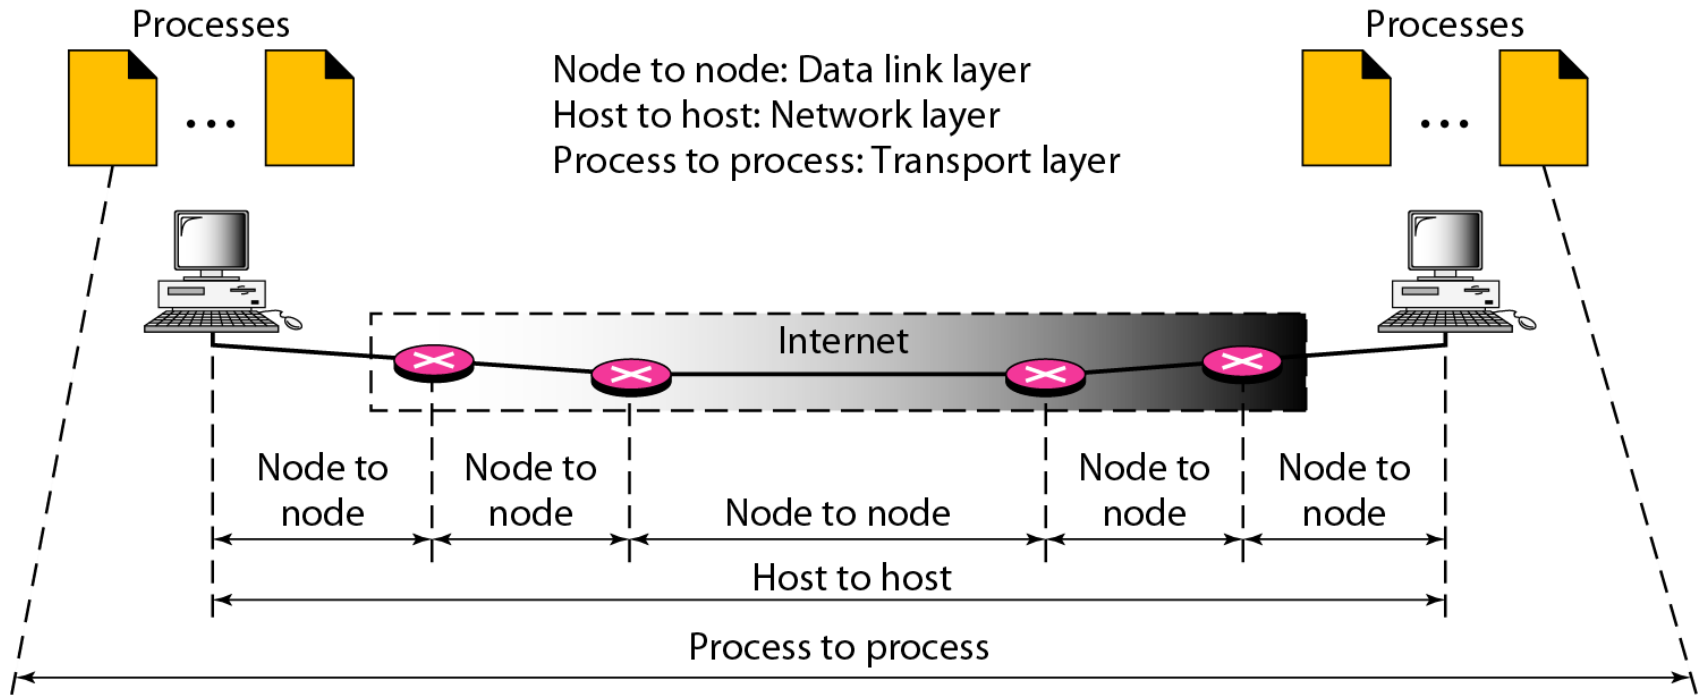 Processes
Processes
Node to node: Data link layer
Host to host: Network layer
Process to process: Transport layer
Internet
Node to
node
Node to
node
Node to node
Node to
node
Node to
node
Host to host
Process to process